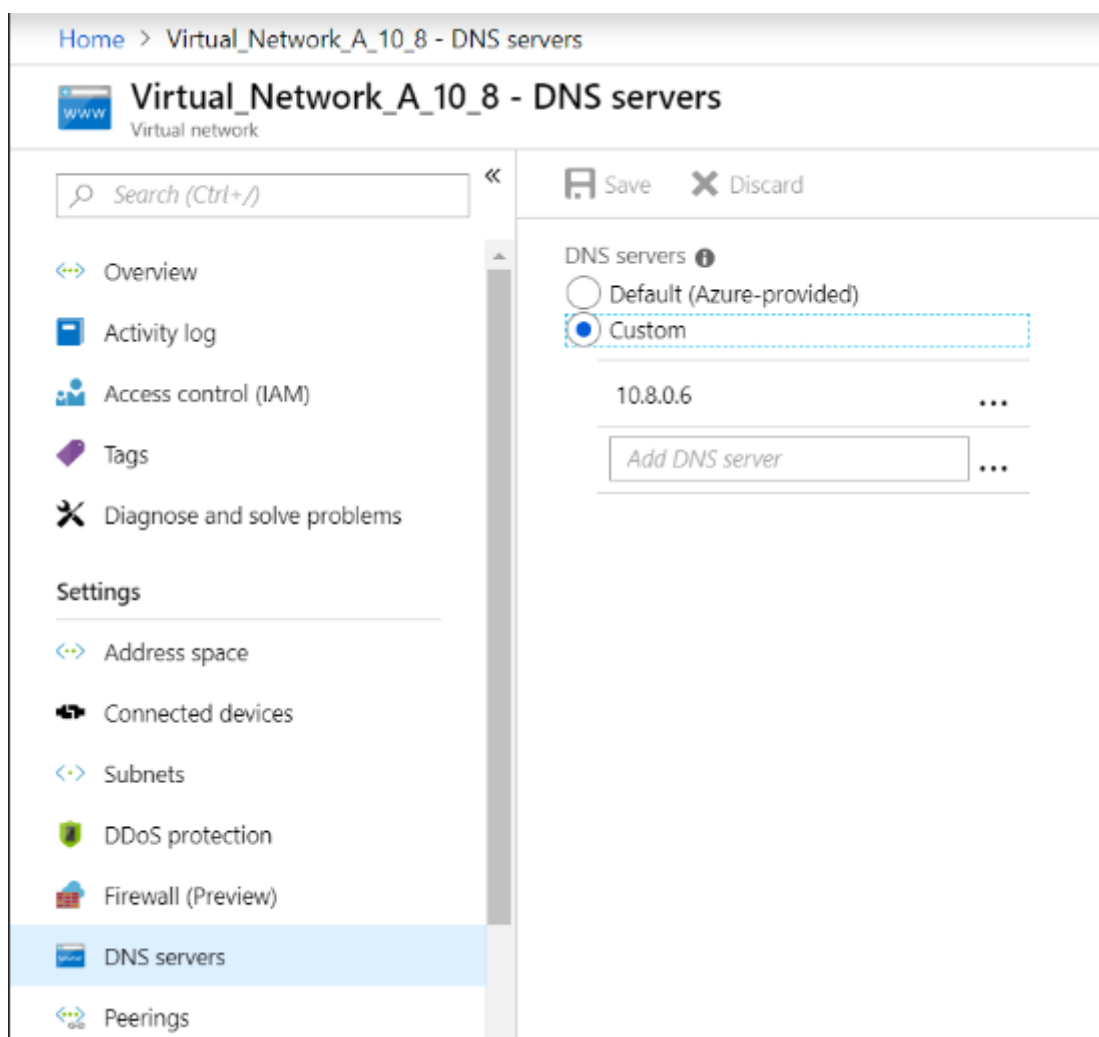 Home > Virtual_Network_A_10_8 - DNS servers
www
Virtual_Network_A_10_8 - DNS servers
Virtual network
Search (Ctrl+/)
«
Overview
Activity log
Access control (IAM)
Tags
Diagnose and solve problems
Settings
Address space
Connected devices
Subnets
DDoS protection
Firewall (Preview)
DNS servers
Peerings
Save
Discard
DNS servers
Default (Azure-provided)
Custom
10.8.0.6
...
Add DNS server
...